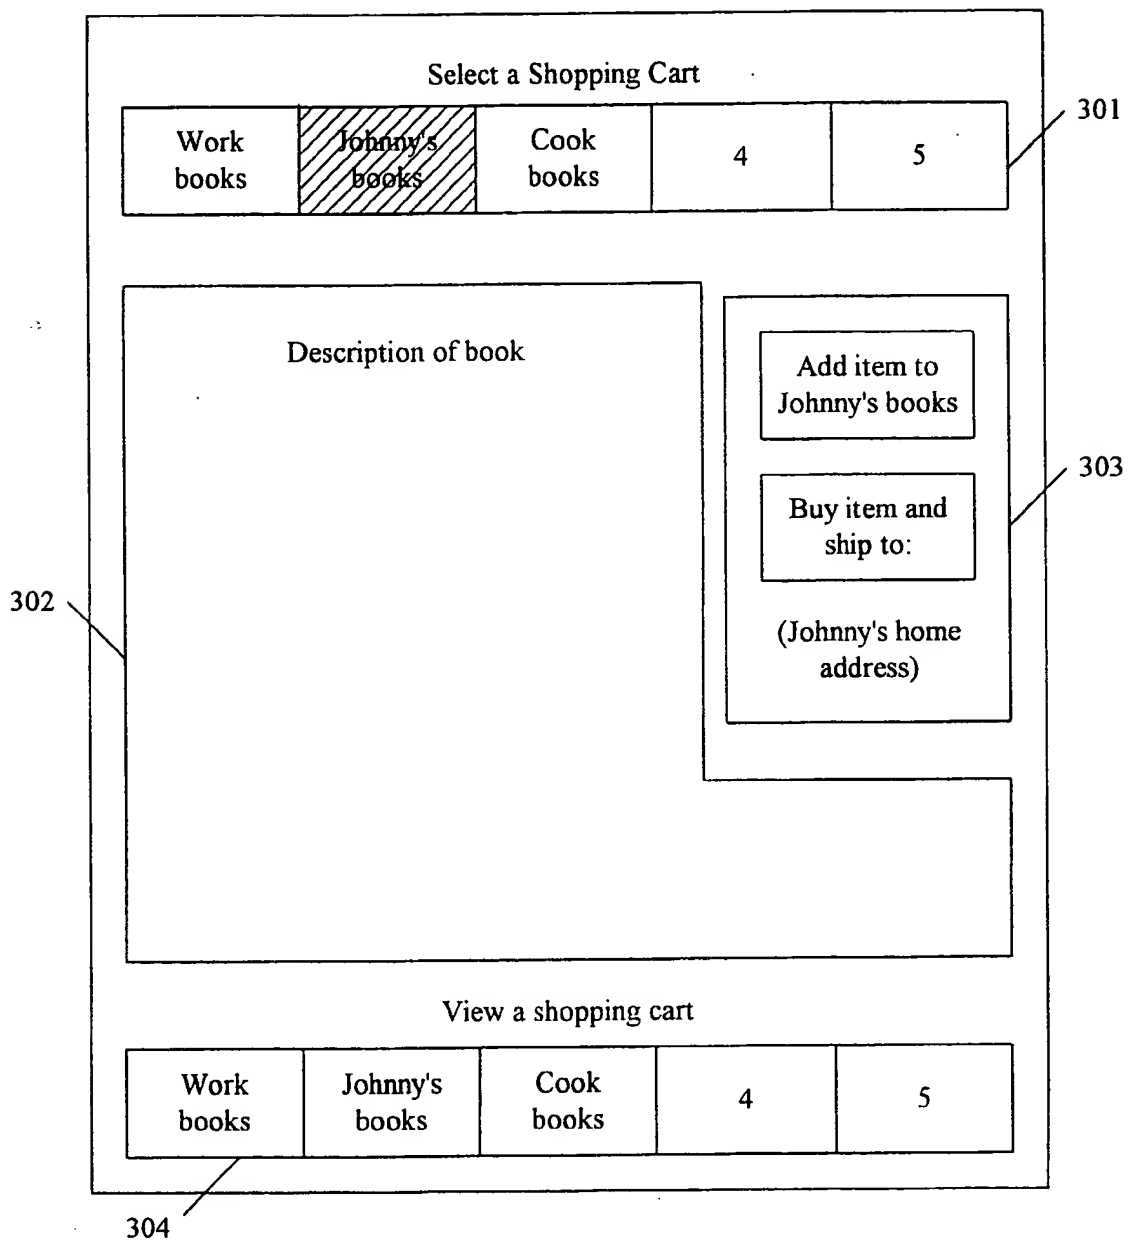 Select a Shopping Cart
301
Work
books
Johnny's
books
Cook
books
4
5
Description of book
Add item to
Johnny's books
303
Buy item and
ship to:
302
(Johnny's home
address)
View a shopping cart
Work
books
Johnny's
books
Cook
books
4
5
304